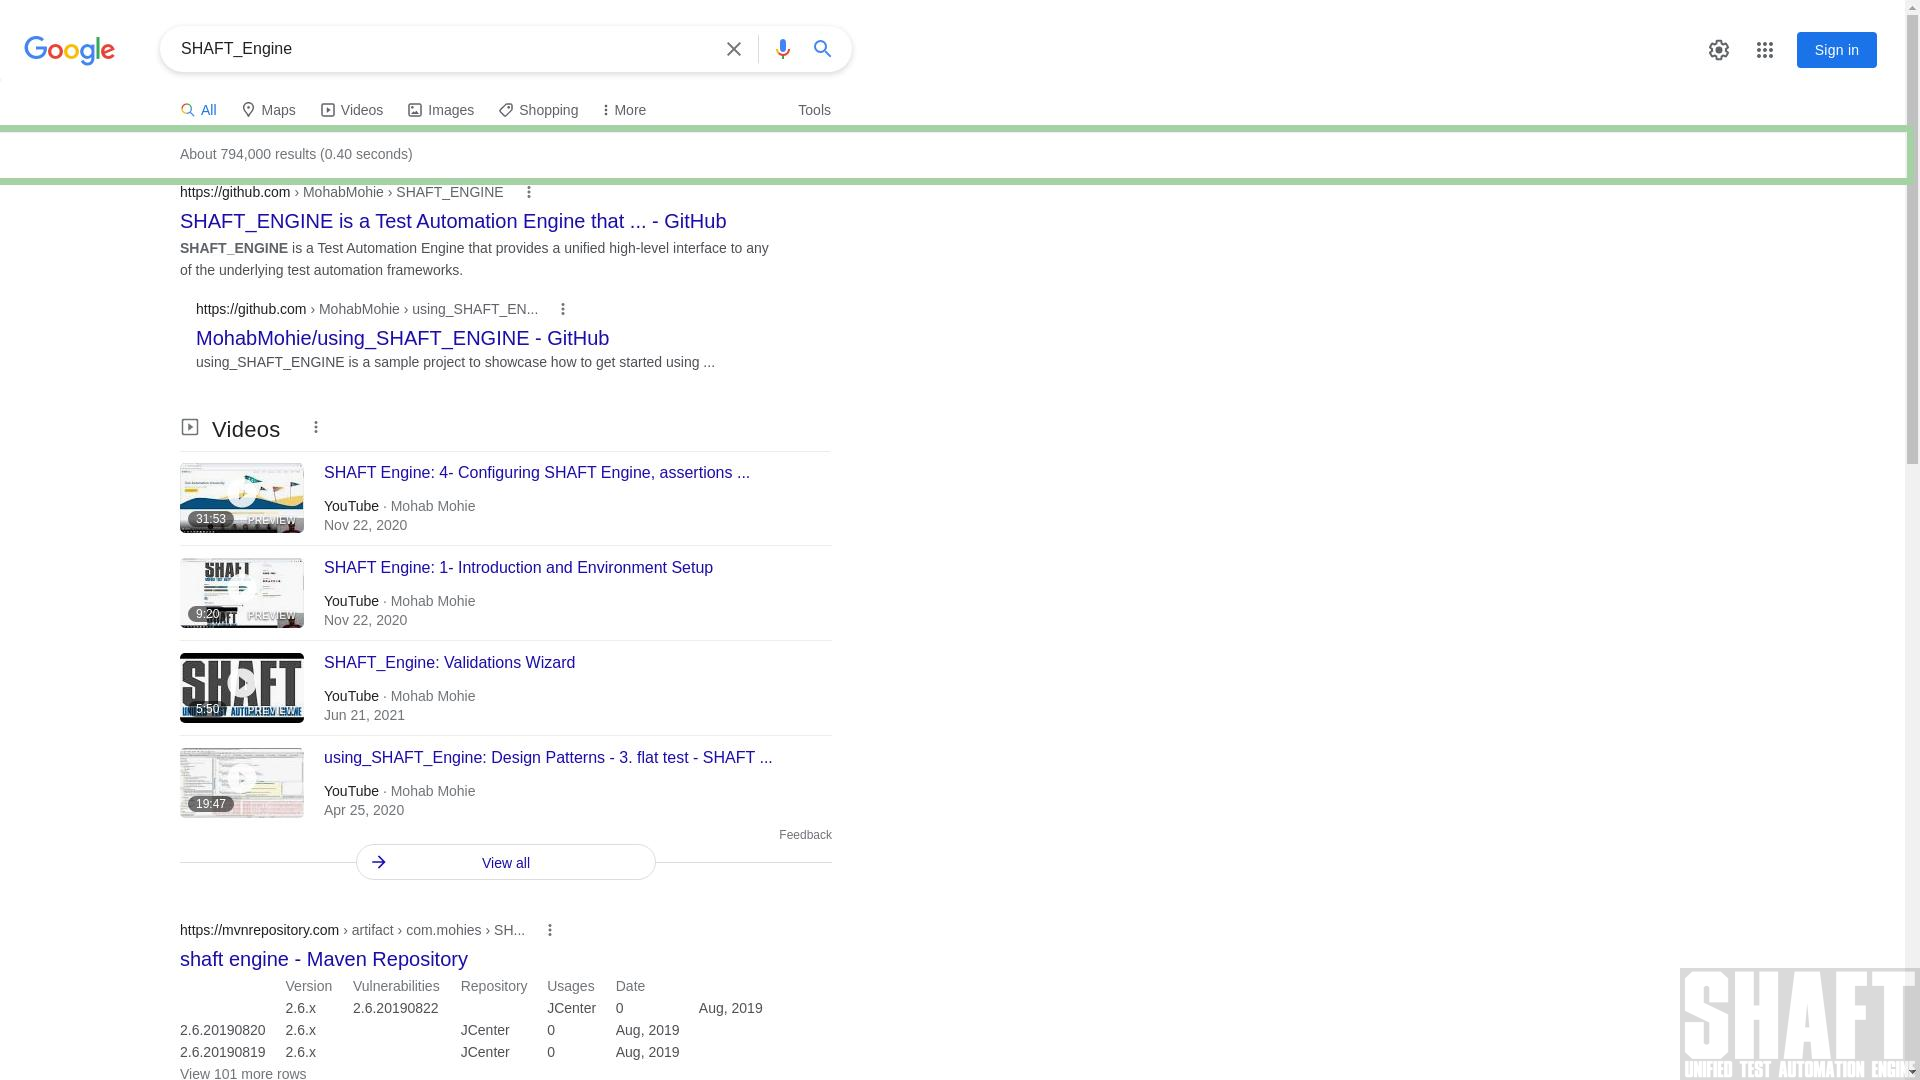 Google
SHAFT_Engine
Sign in
All Maps Videos Images Shopping More Tools
About 794,000 results (0.40 seconds)
https://github.com › MohabMohie › SHAFT_ENGINE
SHAFT_ENGINE is a Test Automation Engine that ... - GitHub
SHAFT_ENGINE is a Test Automation Engine that provides a unified high-level interface to any
of the underlying test automation frameworks.
https://github.com › MohabMohie › using_SHAFT_EN...
MohabMohie/using_SHAFT_ENGINE - GitHub
using_SHAFT_ENGINE is a sample project to showcase how to get started using ...
Videos
SHAFT Engine: 4- Configuring SHAFT Engine, assertions ...
31:53 PREVIEW
YouTube · Mohab Mohie
Nov 22, 2020
SHAFT Engine: 1- Introduction and Environment Setup
SHAFT
9:20 PREVIEW
YouTube · Mohab Mohie
Nov 22, 2020
SHAFT_Engine: Validations Wizard
SHAFT
UNIFIED TEST AUTOMATION ENGINE
5:50 PREVIEW
YouTube · Mohab Mohie
Jun 21, 2021
using_SHAFT_Engine: Design Patterns - 3. flat test - SHAFT ...
19:47
YouTube · Mohab Mohie
Apr 25, 2020
Feedback
View all
https://mvnrepository.com › artifact › com.mohies › SH...
shaft engine - Maven Repository
Version Vulnerabilities Repository Usages Date
2.6.x 2.6.20190822 JCenter 0 Aug, 2019
2.6.20190820 2.6.x JCenter 0 Aug, 2019
2.6.20190819 2.6.x JCenter 0 Aug, 2019
View 101 more rows
SHAFT
UNIFIED TEST AUTOMATION ENGINE